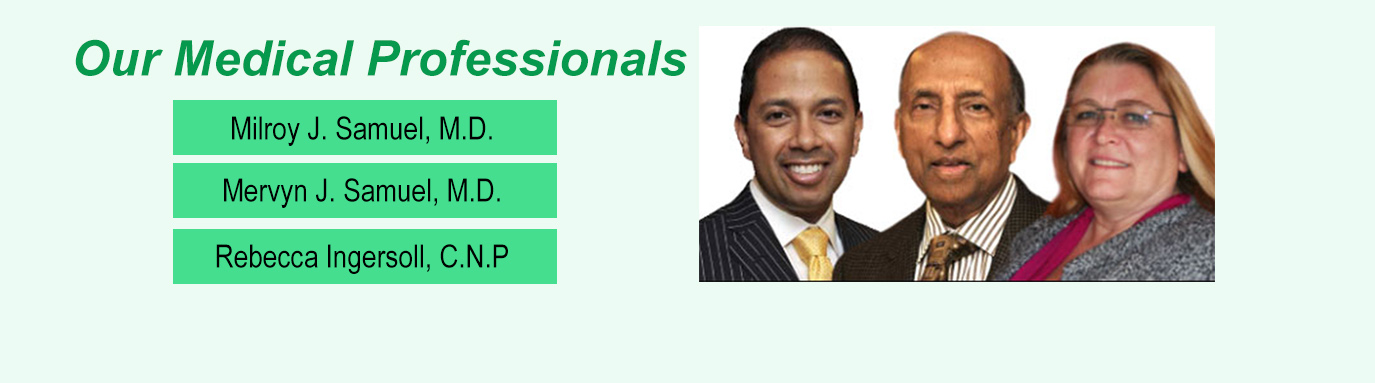 Our Medical Professionals
Milroy J. Samuel, M.D.
Mervyn J. Samuel, M.D.
Rebecca Ingersoll, C.N.P